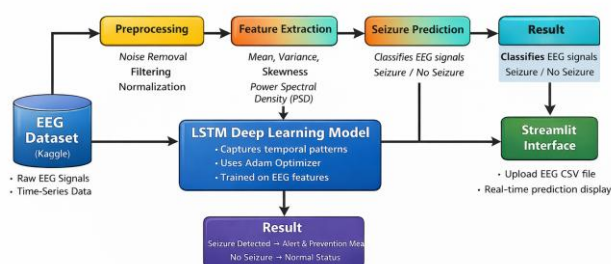 Preprocessing
Noise Removal
Filtering
Normalization
Feature Extraction
Mean, Variance,
Skewness
Power Spectral
Density (PSD)
Seizure Prediction
Classifies EEG signals
Seizure / No Seizure
Result
Classifies EEG signals
Seizure / No Seizure
EEG
Dataset
(Kaggle)
• Raw EEG Signals
• Time-Series Data
LSTM Deep Learning Model
• Captures temporal patterns
• Uses Adam Optimizer
• Trained on EEG features
Streamlit
Interface
• Upload EEG CSV file
• Real-time prediction display
Result
Seizure Detected → Alert & Prevention Mea
No Seizure → Normal Status